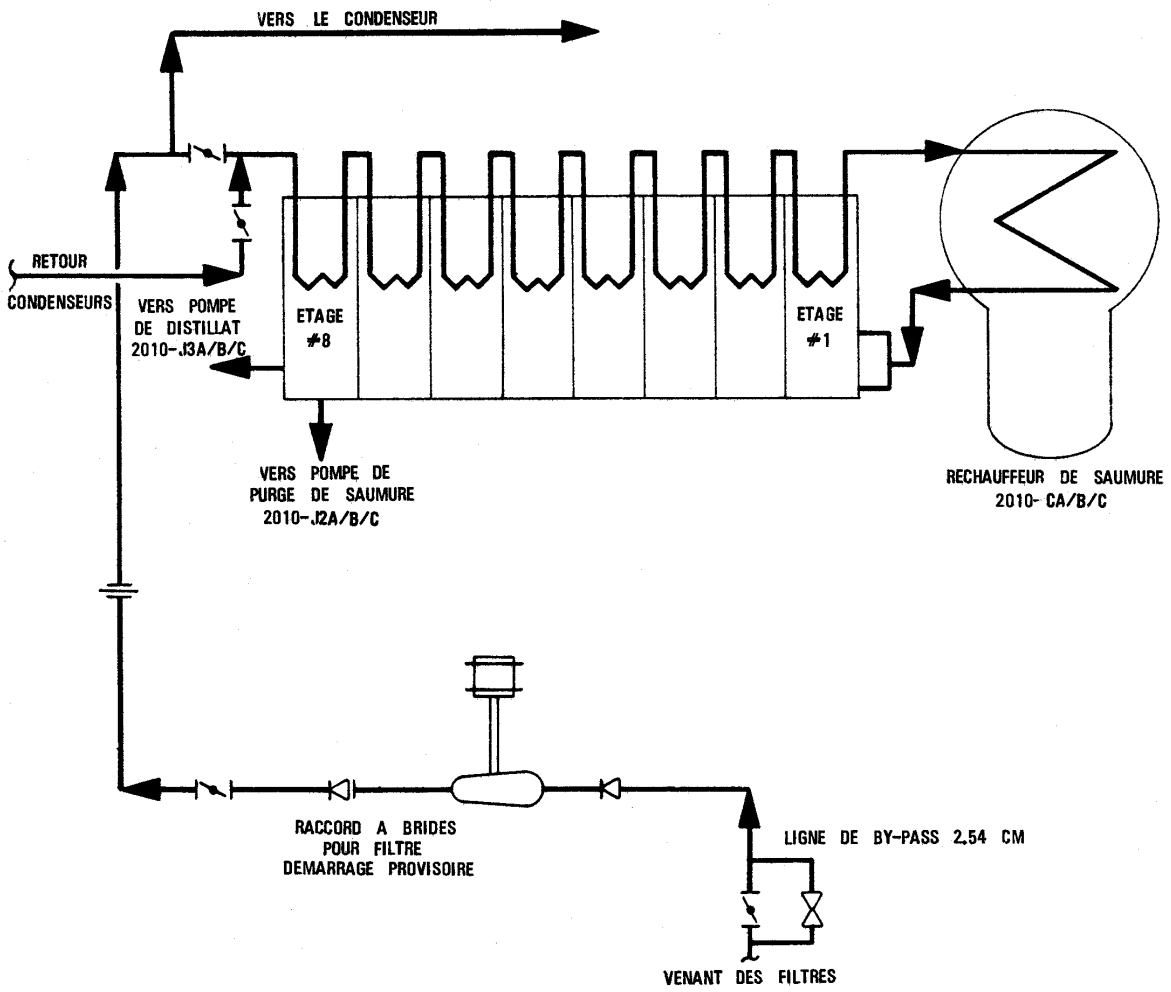 VERS LE CONDENSEUR
RETOUR
CONDENSEURS
VERS POMPE
DE DISTILLAT
2010-J3A/B/C
ETAGE
#8
ETAGE
#1
VERS POMPE DE
PURGE DE SAUMURE
2010-J2A/B/C
RECHAUFFEUR DE SAUMURE
2010-CA/B/C
RACCORD A BRIDES
POUR FILTRE
DEMARRAGE PROVISOIRE
LIGNE DE BY-PASS 2.54 CM
VENANT DES FILTRES